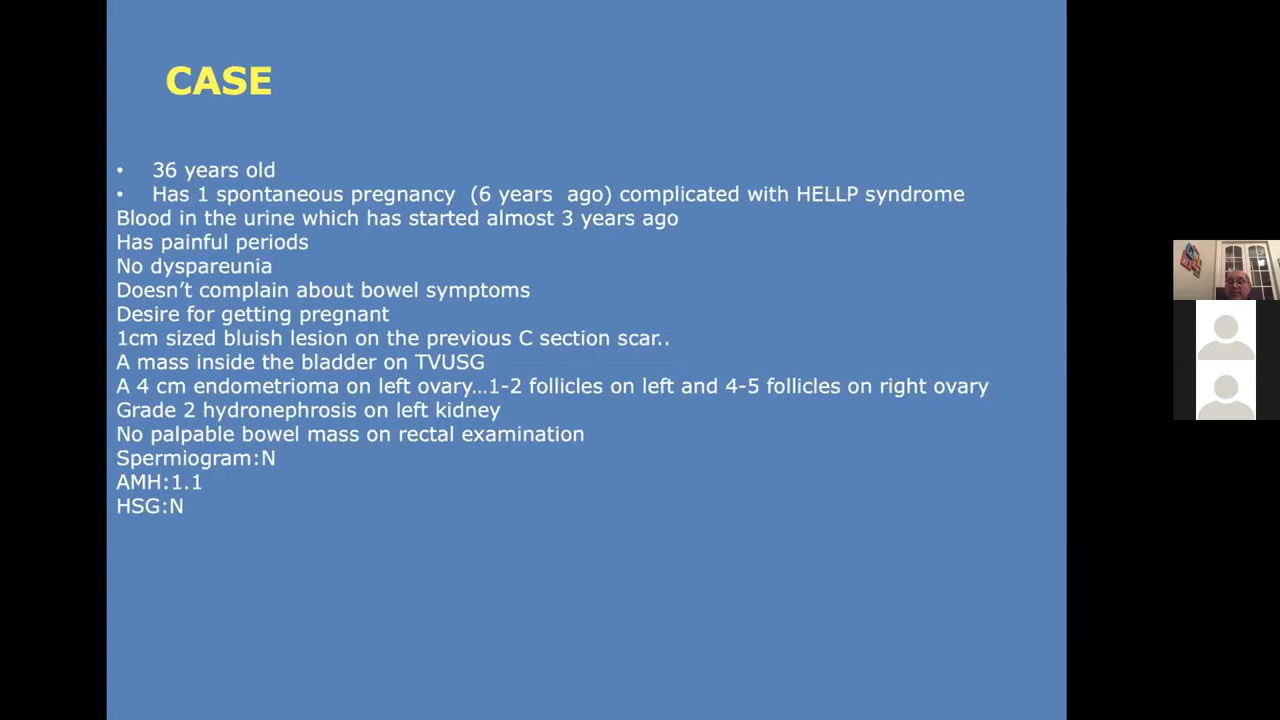 CASE
• 36 years old
• Has 1 spontaneous pregnancy (6 years ago) complicated with HELLP syndrome
Blood in the urine which has started almost 3 years ago
Has painful periods
No dyspareunia
Doesn’t complain about bowel symptoms
Desire for getting pregnant
1cm sized bluish lesion on the previous C section scar..
A mass inside the bladder on TVUSG
A 4 cm endometrioma on left ovary…1-2 follicles on left and 4-5 follicles on right ovary
Grade 2 hydronephrosis on left kidney
No palpable bowel mass on rectal examination
Spermiogram:N
AMH:1.1
HSG:N